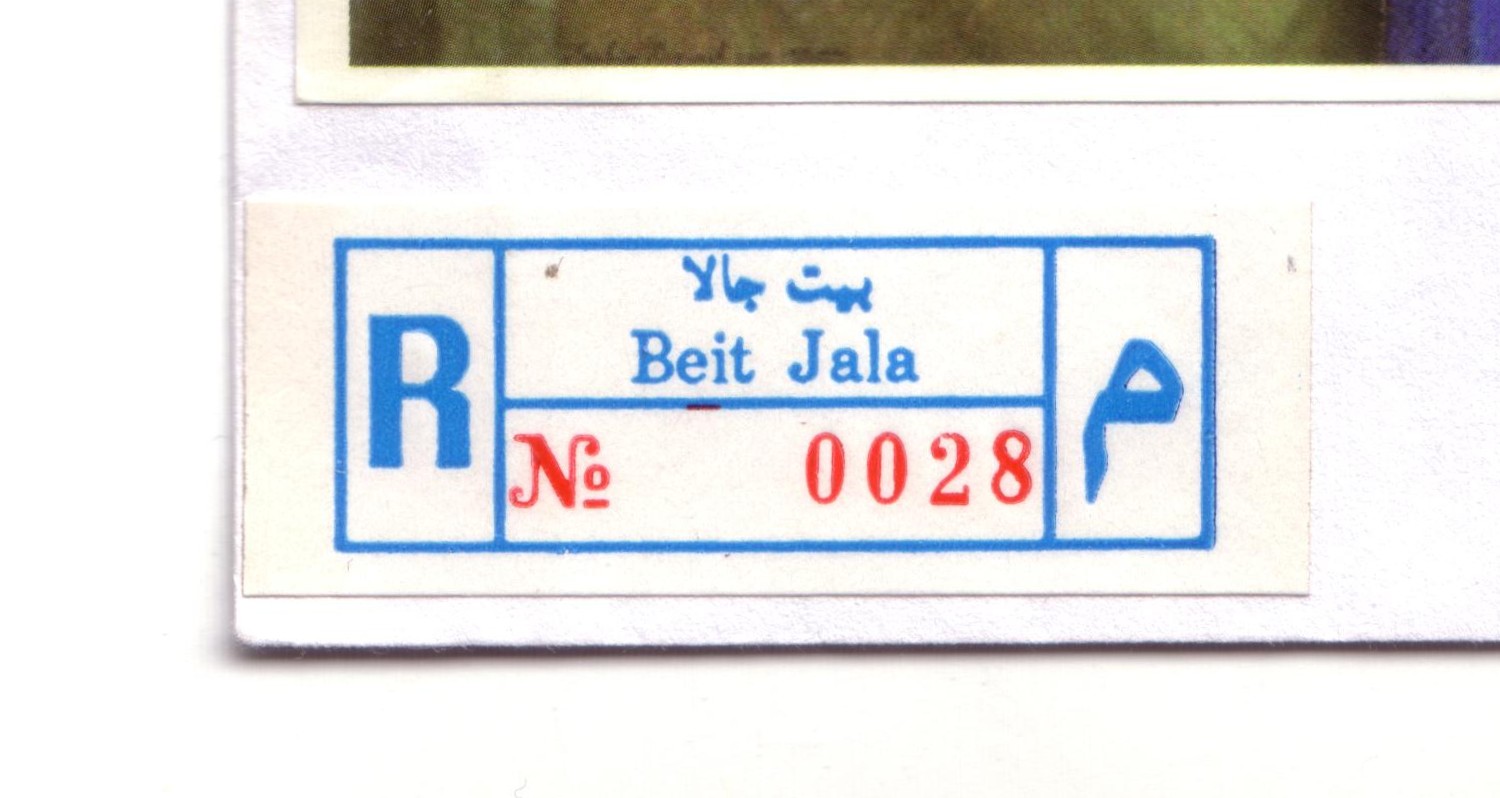 R
بيت جالا
Beit Jala
№ 0028
م